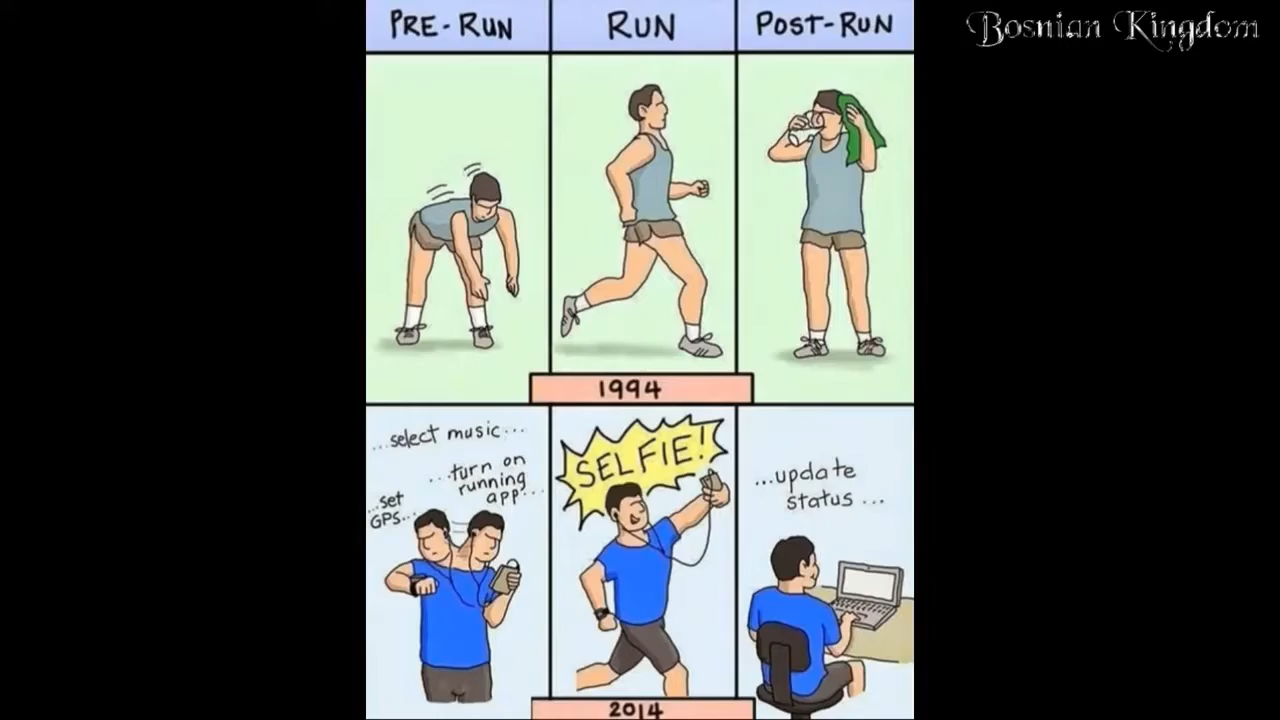 PRE-RUN
RUN
POST-RUN
Bosnian Kingdom
1994
...select music...
...turn on
running
app...
...set
GPS...
SELFIE!
...update
status...
2014